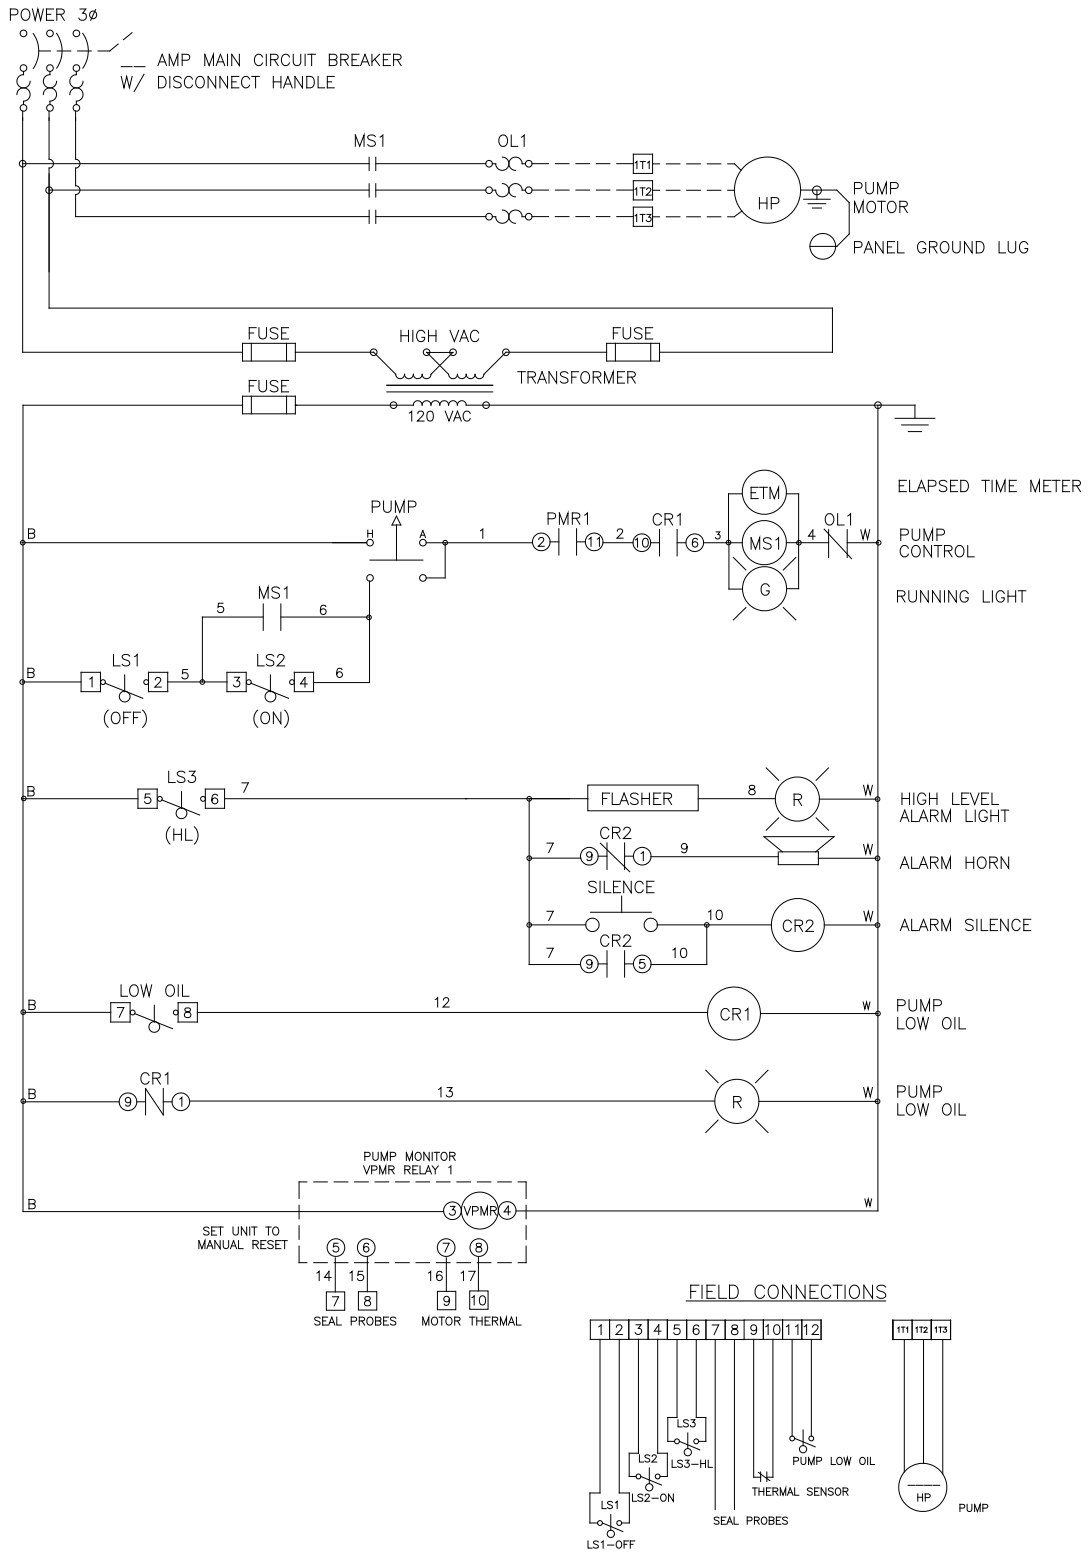 POWER 3ø
__ AMP MAIN CIRCUIT BREAKER
W/ DISCONNECT HANDLE
MS1 OL1
1T1
1T2
1T3
HP
PUMP
MOTOR
PANEL GROUND LUG
FUSE HIGH VAC FUSE
TRANSFORMER
FUSE
120 VAC
ETM ELAPSED TIME METER
PUMP
B H A 1 2 PMR1 11 2 10 CR1 6 3 MS1 4 OL1 W
PUMP
CONTROL
G RUNNING LIGHT
5 MS1 6
B 1 LS1 2 5 3 LS2 4 6
(OFF) (ON)
B 5 LS3 6 7 FLASHER 8 R W
(HL)
HIGH LEVEL
ALARM LIGHT
7 9 CR2 1 9 W ALARM HORN
SILENCE
7 10 CR2 W ALARM SILENCE
7 9 CR2 5 10
LOW OIL
B 7 8 12 CR1 W
PUMP
LOW OIL
CR1
B 9 1 13 R W
PUMP
LOW OIL
PUMP MONITOR
VPMR RELAY 1
B 3 VPMR 4 W
SET UNIT TO
MANUAL RESET
5 6 7 8
14 15 16 17
7 8 9 10
SEAL PROBES MOTOR THERMAL
FIELD CONNECTIONS
1 2 3 4 5 6 7 8 9 10 11 12 1T1 1T2 1T3
LS3
LS3-HL
PUMP LOW OIL
LS2
LS2-ON
THERMAL SENSOR
LS1
LS1-OFF
SEAL PROBES
____
HP
PUMP